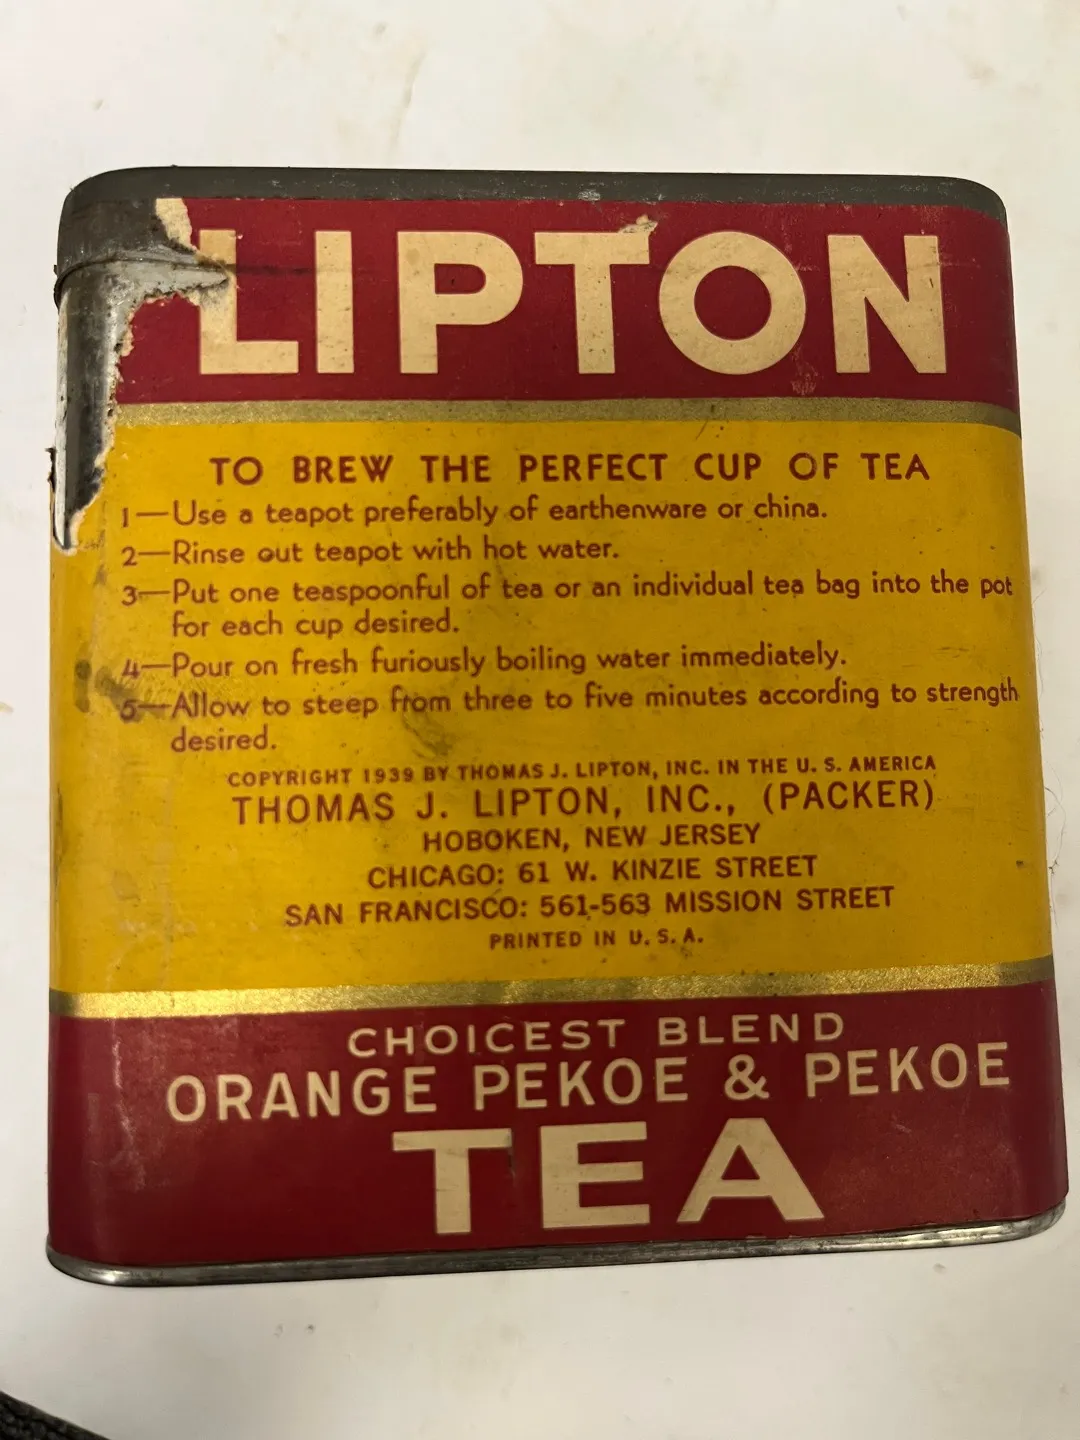 LIPTON
TO BREW THE PERFECT CUP OF TEA
1—Use a teapot preferably of earthenware or china.
2—Rinse out teapot with hot water.
3—Put one teaspoonful of tea or an individual tea bag into the pot
for each cup desired.
4—Pour on fresh furiously boiling water immediately.
5—Allow to steep from three to five minutes according to strength
desired.
COPYRIGHT 1939 BY THOMAS J. LIPTON, INC. IN THE U. S. AMERICA
THOMAS J. LIPTON, INC., (PACKER)
HOBOKEN, NEW JERSEY
CHICAGO: 61 W. KINZIE STREET
SAN FRANCISCO: 561-563 MISSION STREET
PRINTED IN U. S. A.
CHOICEST BLEND
ORANGE PEKOE & PEKOE
TEA